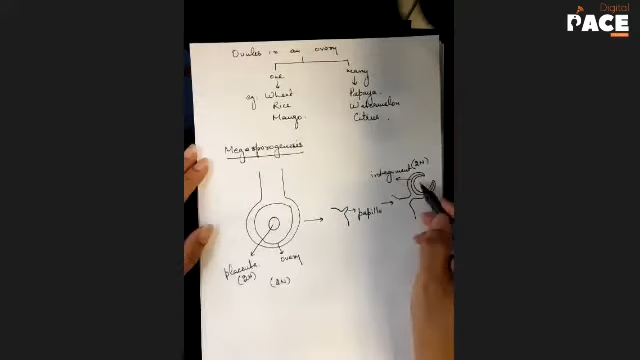 Digital
PACE
Ovules in an ovary
one
many
eg. Wheat
Papaya
Rice
Watermelon
Mango
Citrus
Megasporogenesis
integument (2N)
papilla
ovary
placenta
(2N)
(2N)